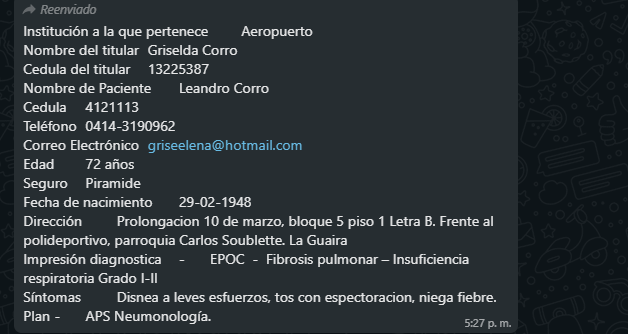 Reenviado
Institución a la que pertenece Aeropuerto
Nombre del titular Griselda Corro
Cedula del titular 13225387
Nombre de Paciente Leandro Corro
Cedula 4121113
Teléfono 0414-3190962
Correo Electrónico griseelena@hotmail.com
Edad 72 años
Seguro Piramide
Fecha de nacimiento 29-02-1948
Dirección Prolongacion 10 de marzo, bloque 5 piso 1 Letra B. Frente al
polideportivo, parroquia Carlos Soublette. La Guaira
Impresión diagnostica - EPOC - Fibrosis pulmonar – Insuficiencia
respiratoria Grado I-II
Síntomas Disnea a leves esfuerzos, tos con espectoracion, niega fiebre.
Plan - APS Neumonología.
5:27 p. m.